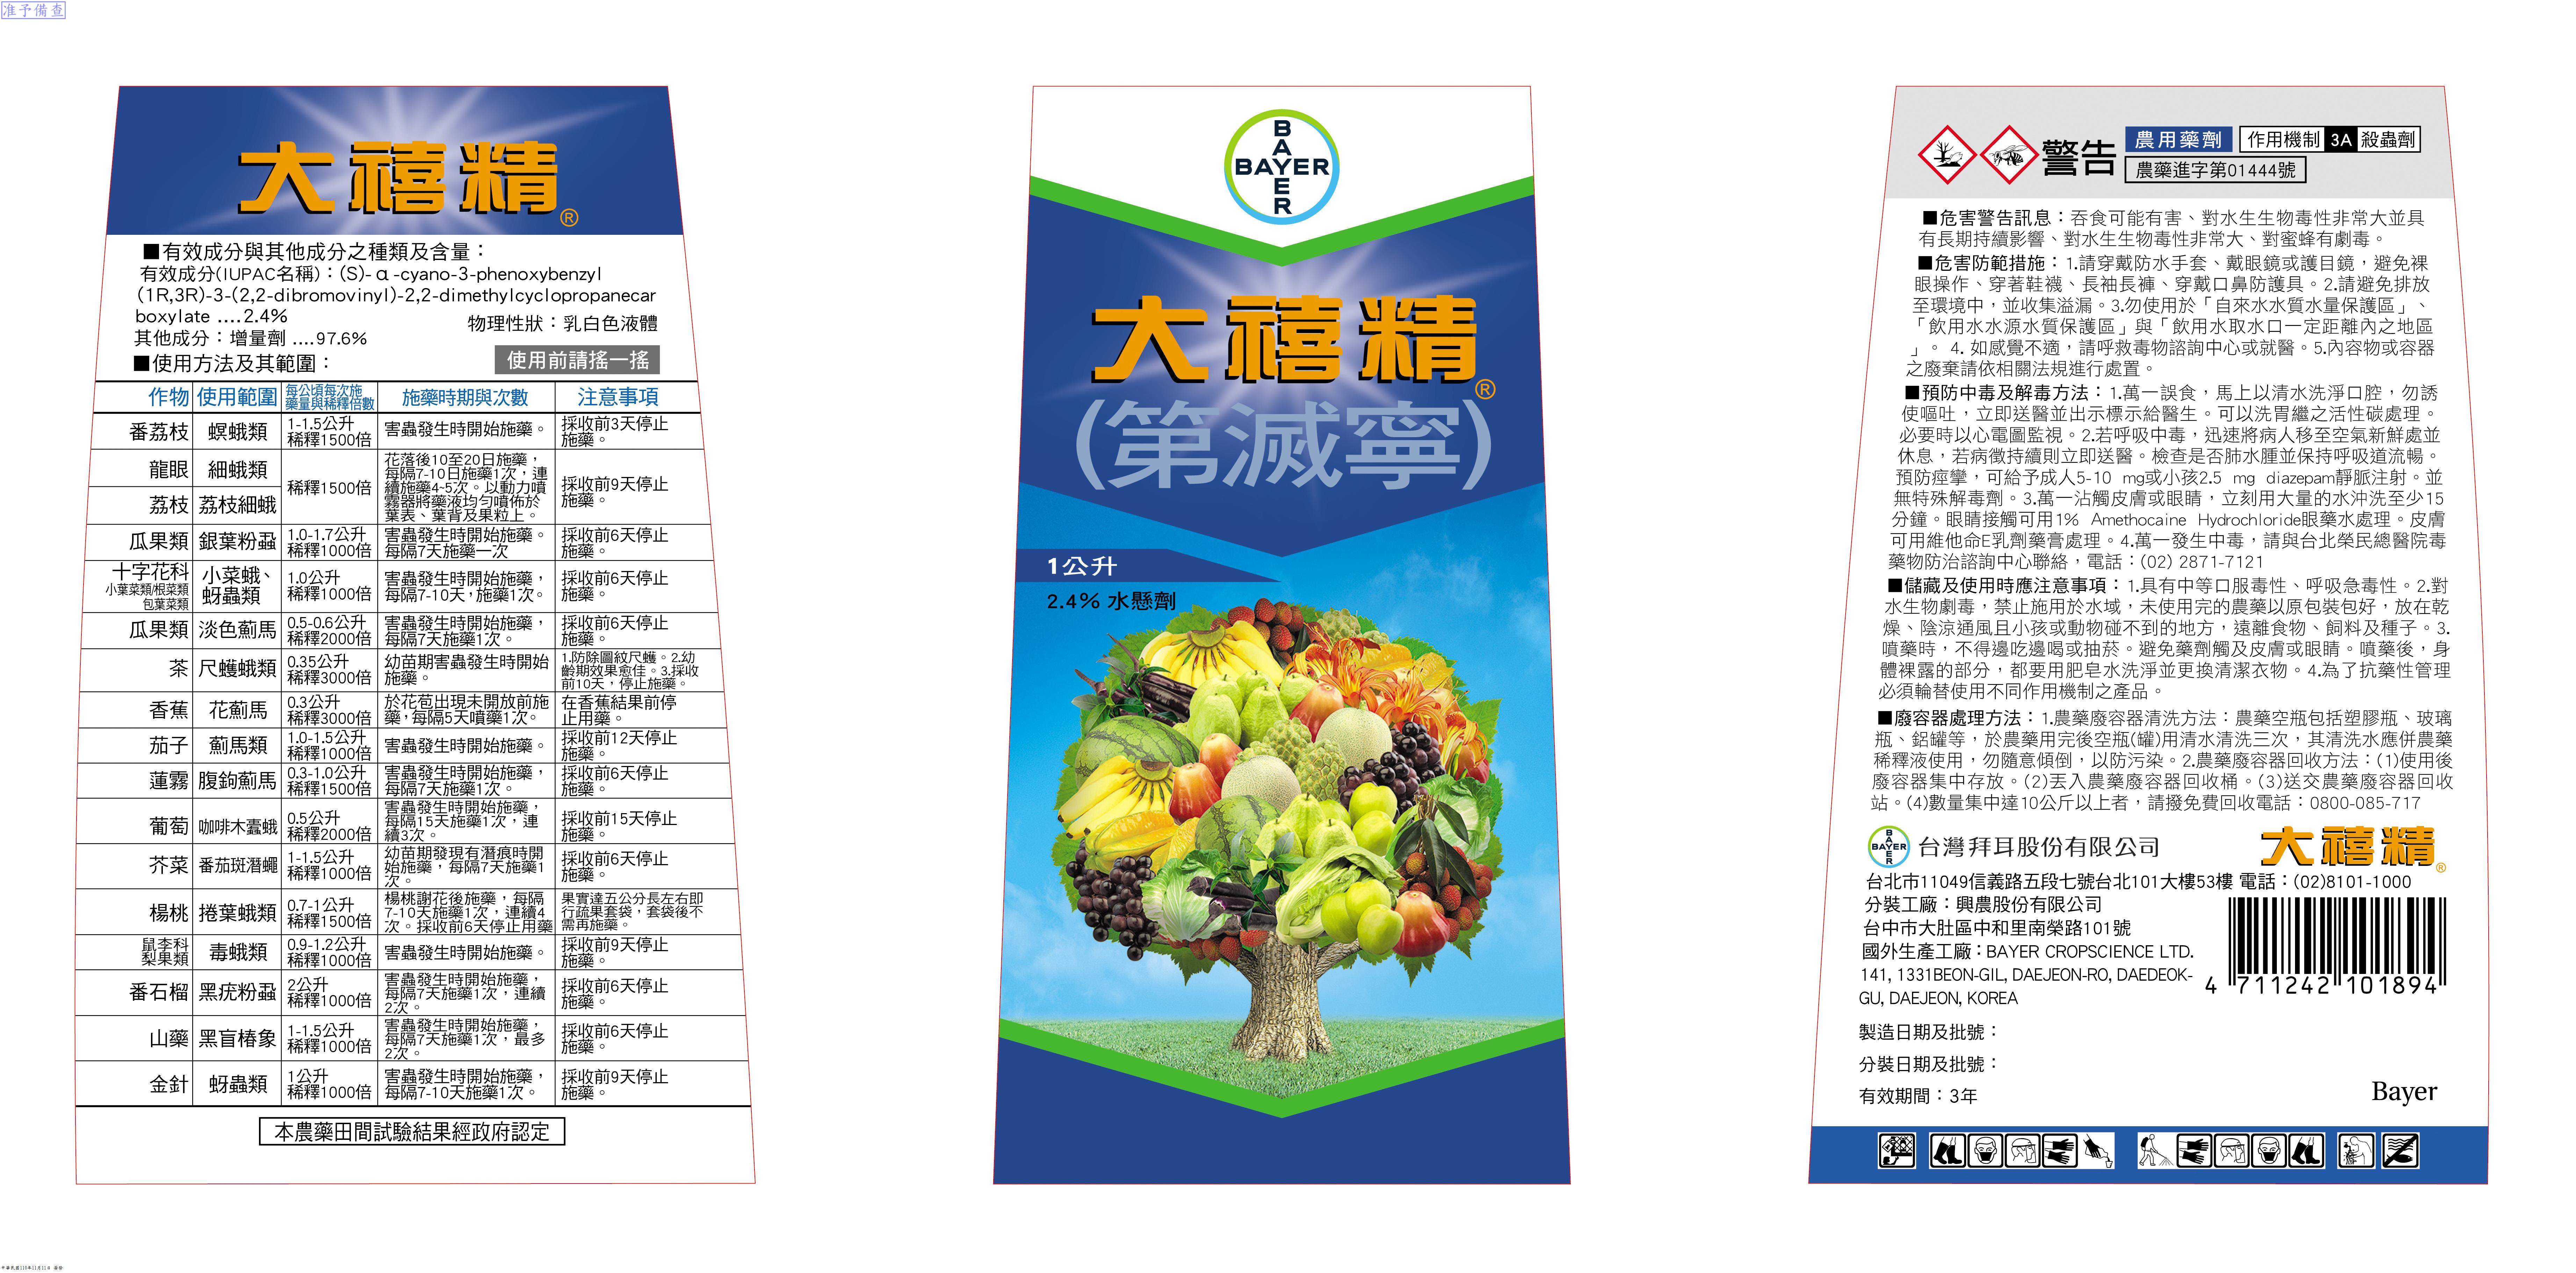 准予備查
大禧精®
■有效成分與其他成分之種類及含量：
有效成分(IUPAC名稱)：(S)-α-cyano-3-phenoxybenzyl
(1R,3R)-3-(2,2-dibromovinyl)-2,2-dimethylcyclopropanecar
boxylate ....2.4%
物理性狀：乳白色液體
其他成分：增量劑 ....97.6%
■使用方法及其範圍：
使用前請搖一搖
作物 使用範圍 每公頃每次施藥量與稀釋倍數 施藥時期與次數 注意事項
番荔枝 螟蛾類 1-1.5公升 稀釋1500倍 害蟲發生時開始施藥。 採收前3天停止施藥。
龍眼 細蛾類 稀釋1500倍 花落後10至20日施藥，每隔7-10日施藥1次，連續施藥4~5次。以動力噴霧器將藥液均勻噴佈於葉表、葉背及果粒上。 採收前9天停止施藥。
荔枝 荔枝細蛾
瓜果類 銀葉粉蝨 1.0-1.7公升 稀釋1000倍 害蟲發生時開始施藥。每隔7天施藥一次 採收前6天停止施藥。
十字花科小葉菜類/根菜類包葉菜類 小菜蛾、蚜蟲類 1.0公升 稀釋1000倍 害蟲發生時開始施藥，每隔7-10天，施藥1次。 採收前6天停止施藥。
瓜果類 淡色薊馬 0.5-0.6公升 稀釋2000倍 害蟲發生時開始施藥，每隔7天施藥1次。 採收前6天停止施藥。
茶 尺蠖蛾類 0.35公升 稀釋3000倍 幼苗期害蟲發生時開始施藥。 1.防除圖紋尺蠖。2.幼齡期效果愈佳。3.採收前10天，停止施藥。
香蕉 花薊馬 0.3公升 稀釋3000倍 於花苞出現未開放前施藥，每隔5天噴藥1次。 在香蕉結果前停止用藥。
茄子 薊馬類 1.0-1.5公升 稀釋1000倍 害蟲發生時開始施藥。 採收前12天停止施藥。
蓮霧 腹鉤薊馬 0.3-1.0公升 稀釋1500倍 害蟲發生時開始施藥，每隔7天施藥1次。 採收前6天停止施藥。
葡萄 咖啡木蠹蛾 0.5公升 稀釋2000倍 害蟲發生時開始施藥，每隔15天施藥1次，連續3次。 採收前15天停止施藥。
芥菜 番茄斑潛蠅 1-1.5公升 稀釋1000倍 幼苗期發現有潛痕時開始施藥，每隔7天施藥1次。 採收前6天停止施藥。
楊桃 捲葉蛾類 0.7-1公升 稀釋1500倍 楊桃謝花後施藥，每隔7-10天施藥1次，連續4次。採收前6天停止用藥 果實達五公分長左右即行疏果套袋，套袋後不需再施藥。
鼠李科梨果類 毒蛾類 0.9-1.2公升 稀釋1000倍 害蟲發生時開始施藥。 採收前9天停止施藥。
番石榴 黑疣粉蝨 2公升 稀釋1000倍 害蟲發生時開始施藥，每隔7天施藥1次，連續2次。 採收前6天停止施藥。
山藥 黑盲椿象 1-1.5公升 稀釋1000倍 害蟲發生時開始施藥，每隔7天施藥1次，最多2次。 採收前6天停止施藥。
金針 蚜蟲類 1公升 稀釋1000倍 害蟲發生時開始施藥，每隔7-10天施藥1次。 採收前9天停止施藥。
本農藥田間試驗結果經政府認定
BAYER
BAYER
大禧精®
(第滅寧)
1公升
2.4% 水懸劑
警告
農用藥劑
作用機制 3A 殺蟲劑
農藥進字第01444號
■危害警告訊息：吞食可能有害、對水生生物毒性非常大並具
有長期持續影響、對水生生物毒性非常大、對蜜蜂有劇毒。
■危害防範措施：1.請穿戴防水手套、戴眼鏡或護目鏡，避免裸
眼操作、穿著鞋襪、長袖長褲、穿戴口鼻防護具。2.請避免排放
至環境中，並收集溢漏。3.勿使用於「自來水水質水量保護區」、
「飲用水水源水質保護區」與「飲用水取水口一定距離內之地區
」。 4. 如感覺不適，請呼救毒物諮詢中心或就醫。5.內容物或容器
之廢棄請依相關法規進行處置。
■預防中毒及解毒方法：1.萬一誤食，馬上以清水洗淨口腔，勿誘
使嘔吐，立即送醫並出示標示給醫生。可以洗胃繼之活性碳處理。
必要時以心電圖監視。2.若呼吸中毒，迅速將病人移至空氣新鮮處並
休息，若病徵持續則立即送醫。檢查是否肺水腫並保持呼吸道流暢。
預防痙攣，可給予成人5-10 mg或小孩2.5 mg diazepam靜脈注射。並
無特殊解毒劑。3.萬一沾觸皮膚或眼睛，立刻用大量的水沖洗至少15
分鐘。眼睛接觸可用1% Amethocaine Hydrochloride眼藥水處理。皮膚
可用維他命E乳劑藥膏處理。4.萬一發生中毒，請與台北榮民總醫院毒
藥物防治諮詢中心聯絡，電話：(02) 2871-7121
■儲藏及使用時應注意事項：1.具有中等口服毒性、呼吸急毒性。2.對
水生物劇毒，禁止施用於水域，未使用完的農藥以原包裝包好，放在乾
燥、陰涼通風且小孩或動物碰不到的地方，遠離食物、飼料及種子。3.
噴藥時，不得邊吃邊喝或抽菸。避免藥劑觸及皮膚或眼睛。噴藥後，身
體裸露的部分，都要用肥皂水洗淨並更換清潔衣物。4.為了抗藥性管理
必須輪替使用不同作用機制之產品。
■廢容器處理方法：1.農藥廢容器清洗方法：農藥空瓶包括塑膠瓶、玻璃
瓶、鋁罐等，於農藥用完後空瓶(罐)用清水清洗三次，其清洗水應併農藥
稀釋液使用，勿隨意傾倒，以防污染。2.農藥廢容器回收方法：(1)使用後
廢容器集中存放。(2)丟入農藥廢容器回收桶。(3)送交農藥廢容器回收
站。(4)數量集中達10公斤以上者，請撥免費回收電話：0800-085-717
BAYER
BAYER
台灣拜耳股份有限公司
大禧精®
台北市11049信義路五段七號台北101大樓53樓 電話：(02)8101-1000
分裝工廠：興農股份有限公司
台中市大肚區中和里南榮路101號
國外生產工廠：BAYER CROPSCIENCE LTD.
141, 1331BEON-GIL, DAEJEON-RO, DAEDEOK-
GU, DAEJEON, KOREA
4 711242 101894
製造日期及批號：
分裝日期及批號：
有效期間：3年
Bayer